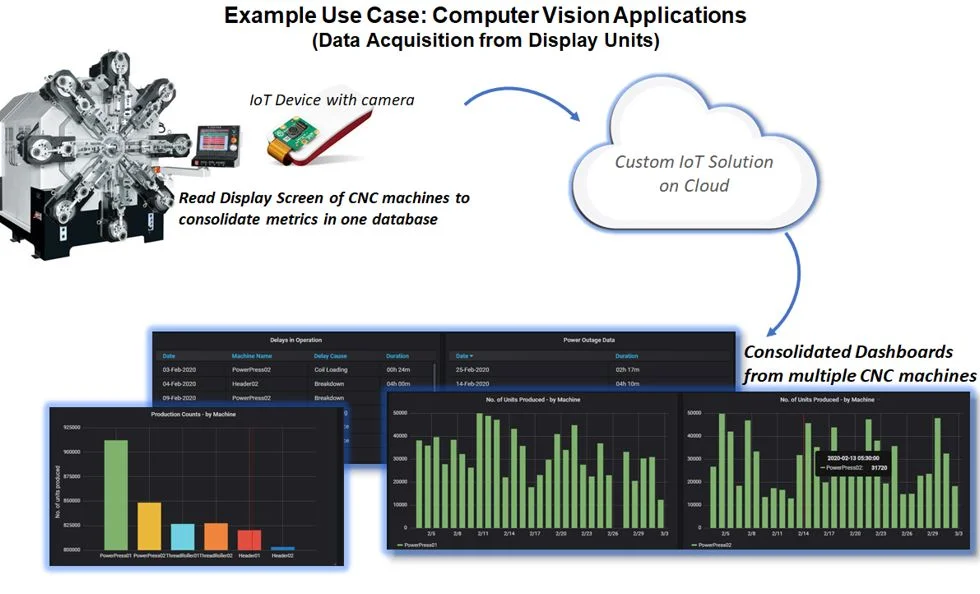 Example Use Case: Computer Vision Applications
(Data Acquisition from Display Units)
IoT Device with camera
Read Display Screen of CNC machines to
consolidate metrics in one database
Custom IoT Solution
on Cloud
Consolidated Dashboards
from multiple CNC machines
Delays in Operation
Date Machine Name Delay Cause Duration
03-Feb-2020 PowerPress02 Coil Loading 00h 24m
04-Feb-2020 Header02 Breakdown 04h 00m
09-Feb-2020 PowerPress02 Breakdown
Power Outage Data
Date Duration
25-Feb-2020 02h 17m
14-Feb-2020 04h 10m
Production Counts - by Machine
No. of units produced
925000
900000
875000
850000
825000
800000
PowerPress01 PowerPress02 ThreadRoller01 ThreadRoller02 Header01 Header02
No. of Units Produced - by Machine
50000
40000
30000
20000
10000
0
2/5 2/8 2/11 2/14 2/17 2/20 2/23 2/26 2/29 3/3
PowerPress01
No. of Units Produced - by Machine
50000
40000
30000
20000
10000
0
2020-02-13 05:30:00
PowerPress02: 31720
2/5 2/8 2/11 2/14 2/17 2/20 2/23 2/26 2/29 3/3
PowerPress02